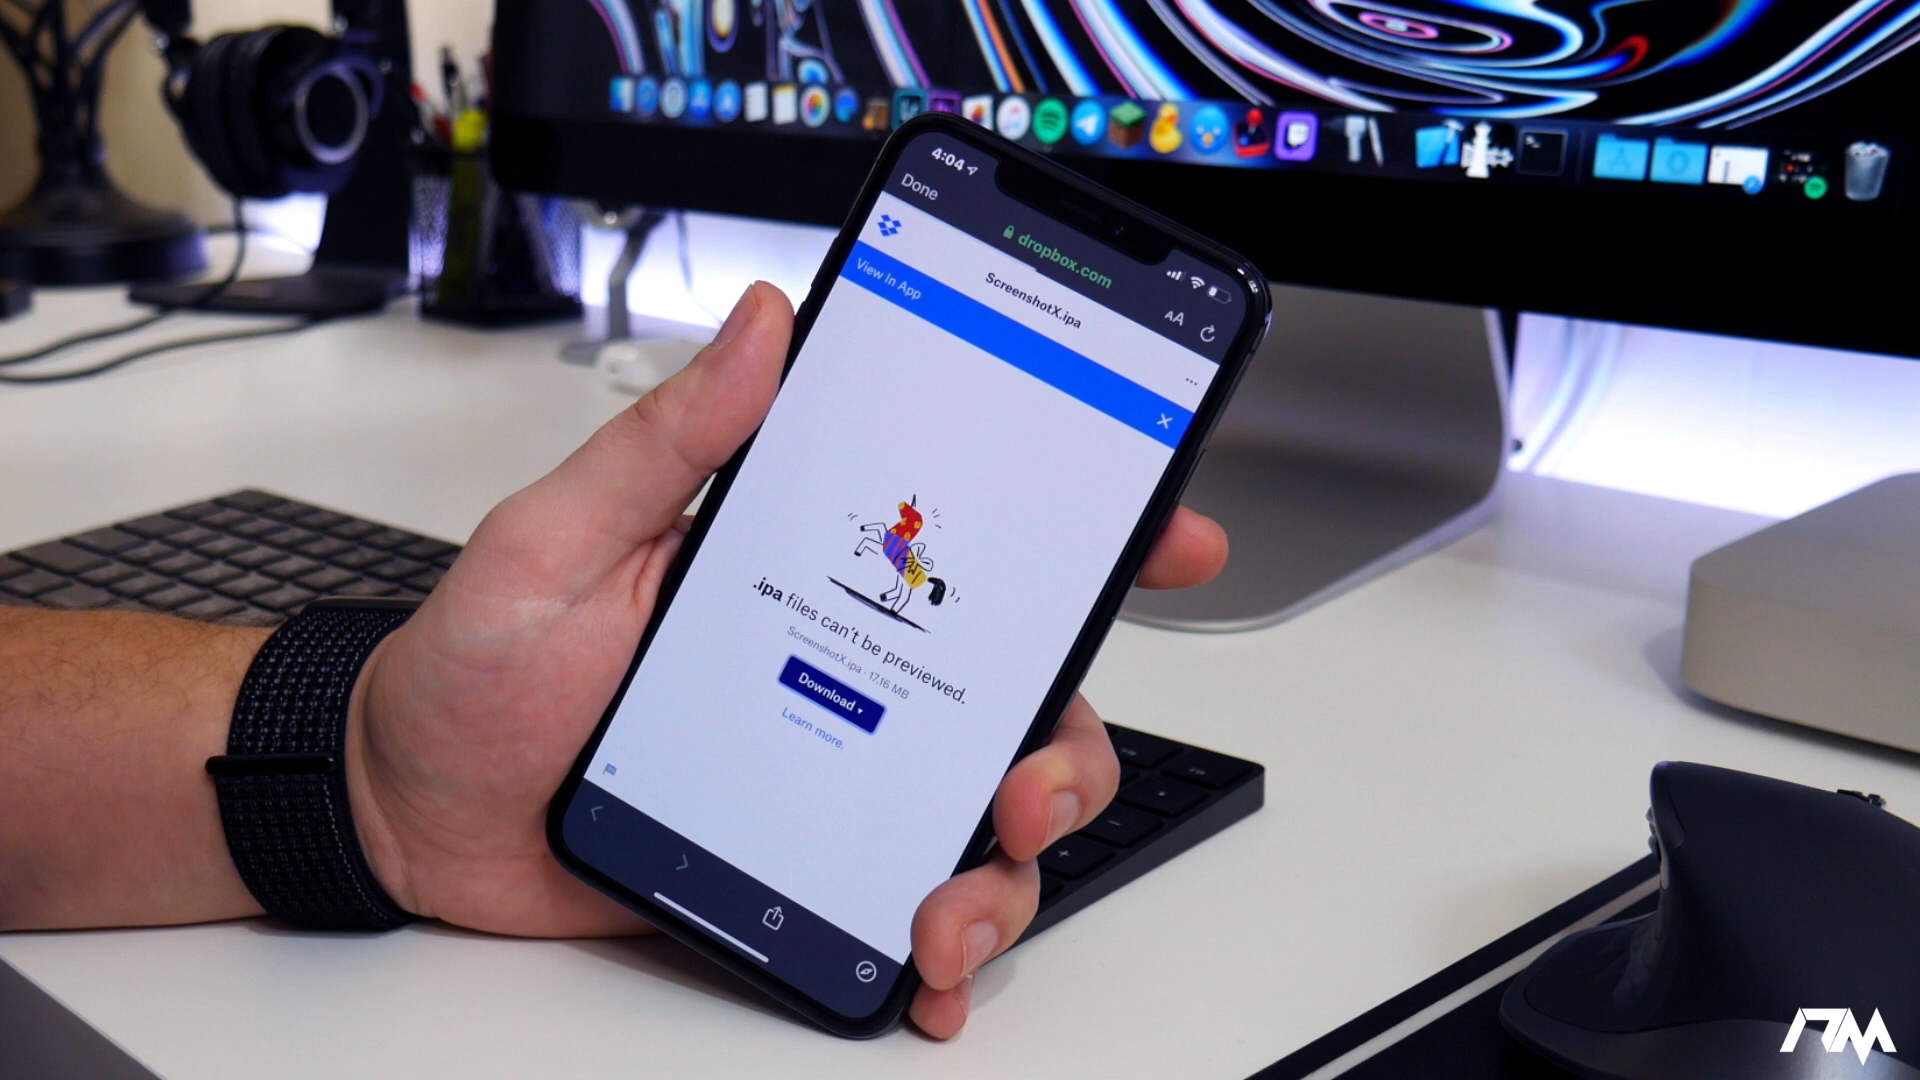 4:04
Done
dropbox.com
AA
ScreenshotX.ipa
View In App
.ipa files can't be previewed.
ScreenshotX.ipa · 17.16 MB
Download
Learn more.